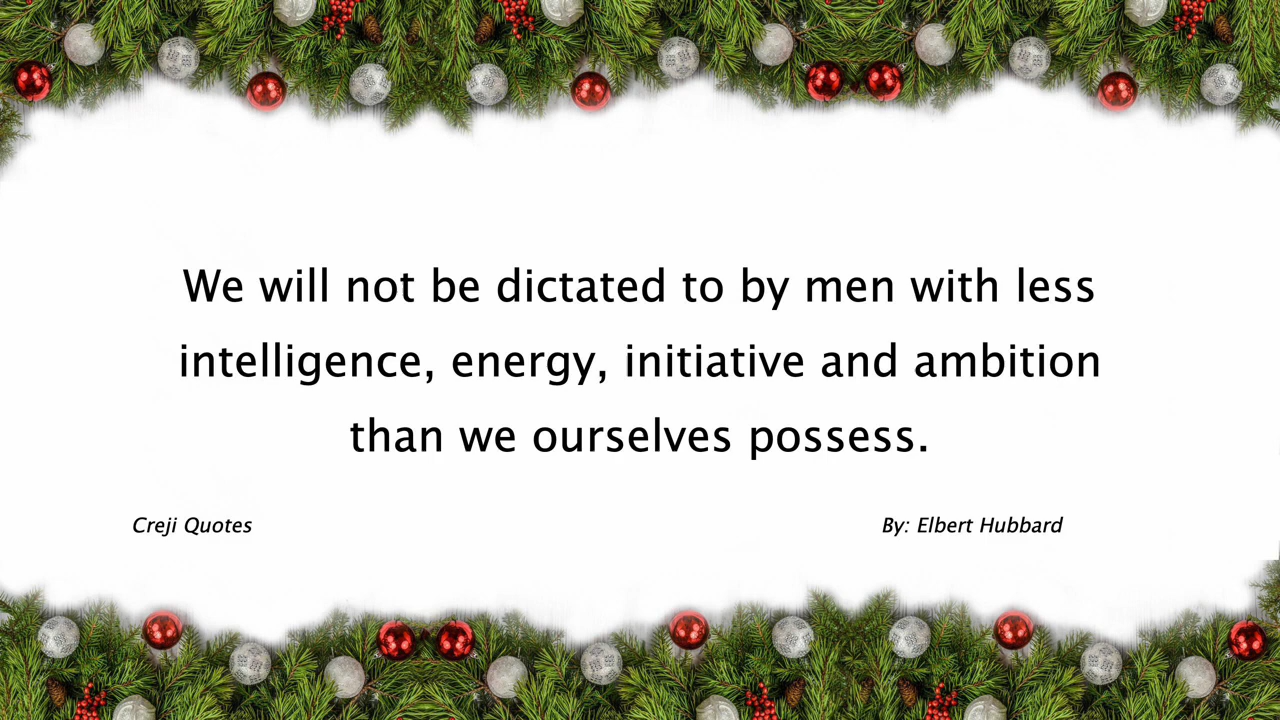 We will not be dictated to by men with less
intelligence, energy, initiative and ambition
than we ourselves possess.
Creji Quotes
By: Elbert Hubbard